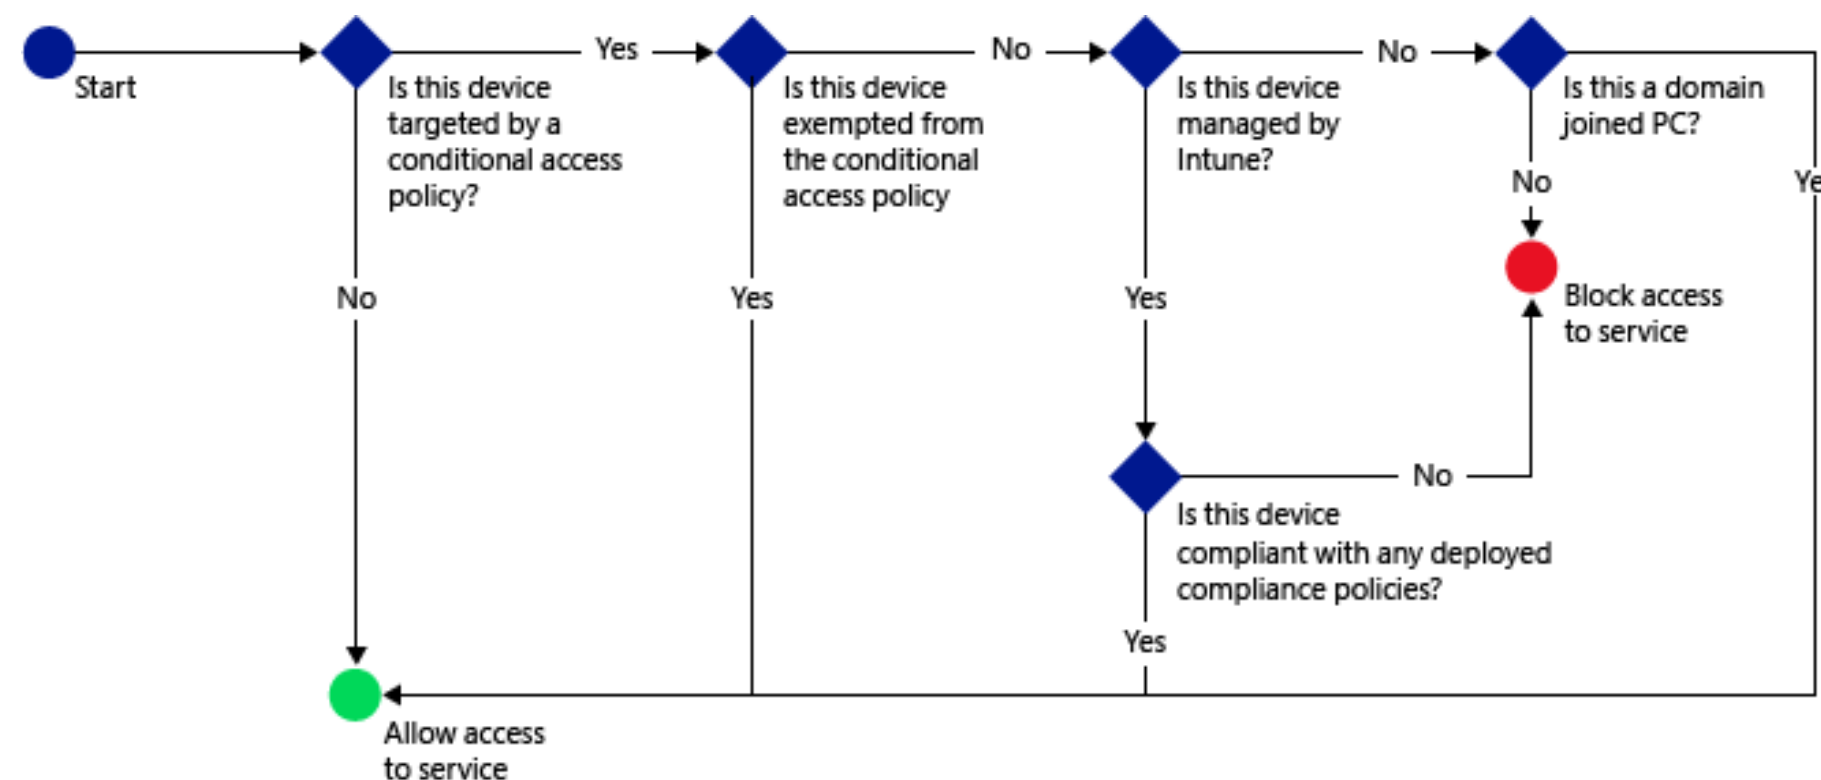 Start
Is this device
targeted by a
conditional access
policy?
Yes
Is this device
exempted from
the conditional
access policy
No
Is this device
managed by
Intune?
No
Is this a domain
joined PC?
No
Ye
No
Yes
Yes
Block access
to service
No
Is this device
compliant with any deployed
compliance policies?
Yes
Allow access
to service